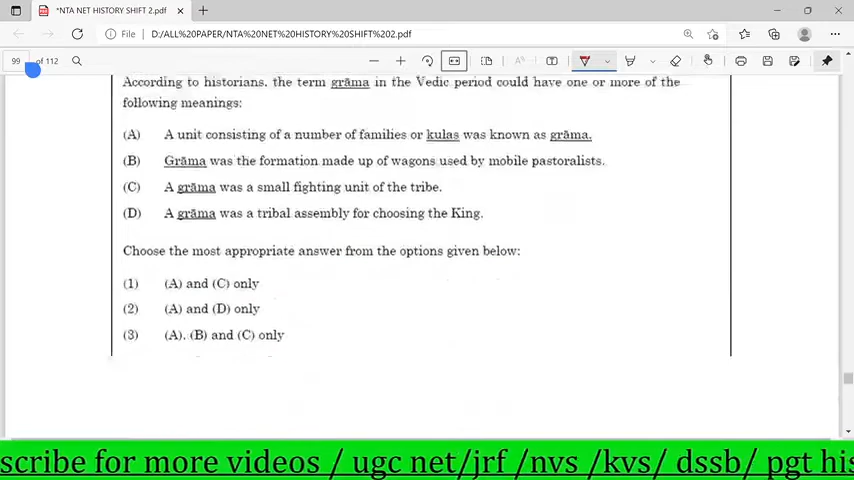 *NTA NET HISTORY SHIFT 2.pdf
File D:/ALL%20PAPER/NTA%20NET%20HISTORY%20SHIFT%202.pdf
99 of 112
According to historians, the term grāma in the Vedic period could have one or more of the
following meanings:
(A) A unit consisting of a number of families or kulas was known as grāma.
(B) Grāma was the formation made up of wagons used by mobile pastoralists.
(C) A grāma was a small fighting unit of the tribe.
(D) A grāma was a tribal assembly for choosing the King.
Choose the most appropriate answer from the options given below:
(1) (A) and (C) only
(2) (A) and (D) only
(3) (A), (B) and (C) only
scribe for more videos / ugc net/jrf /nvs /kvs/ dssb/ pgt his